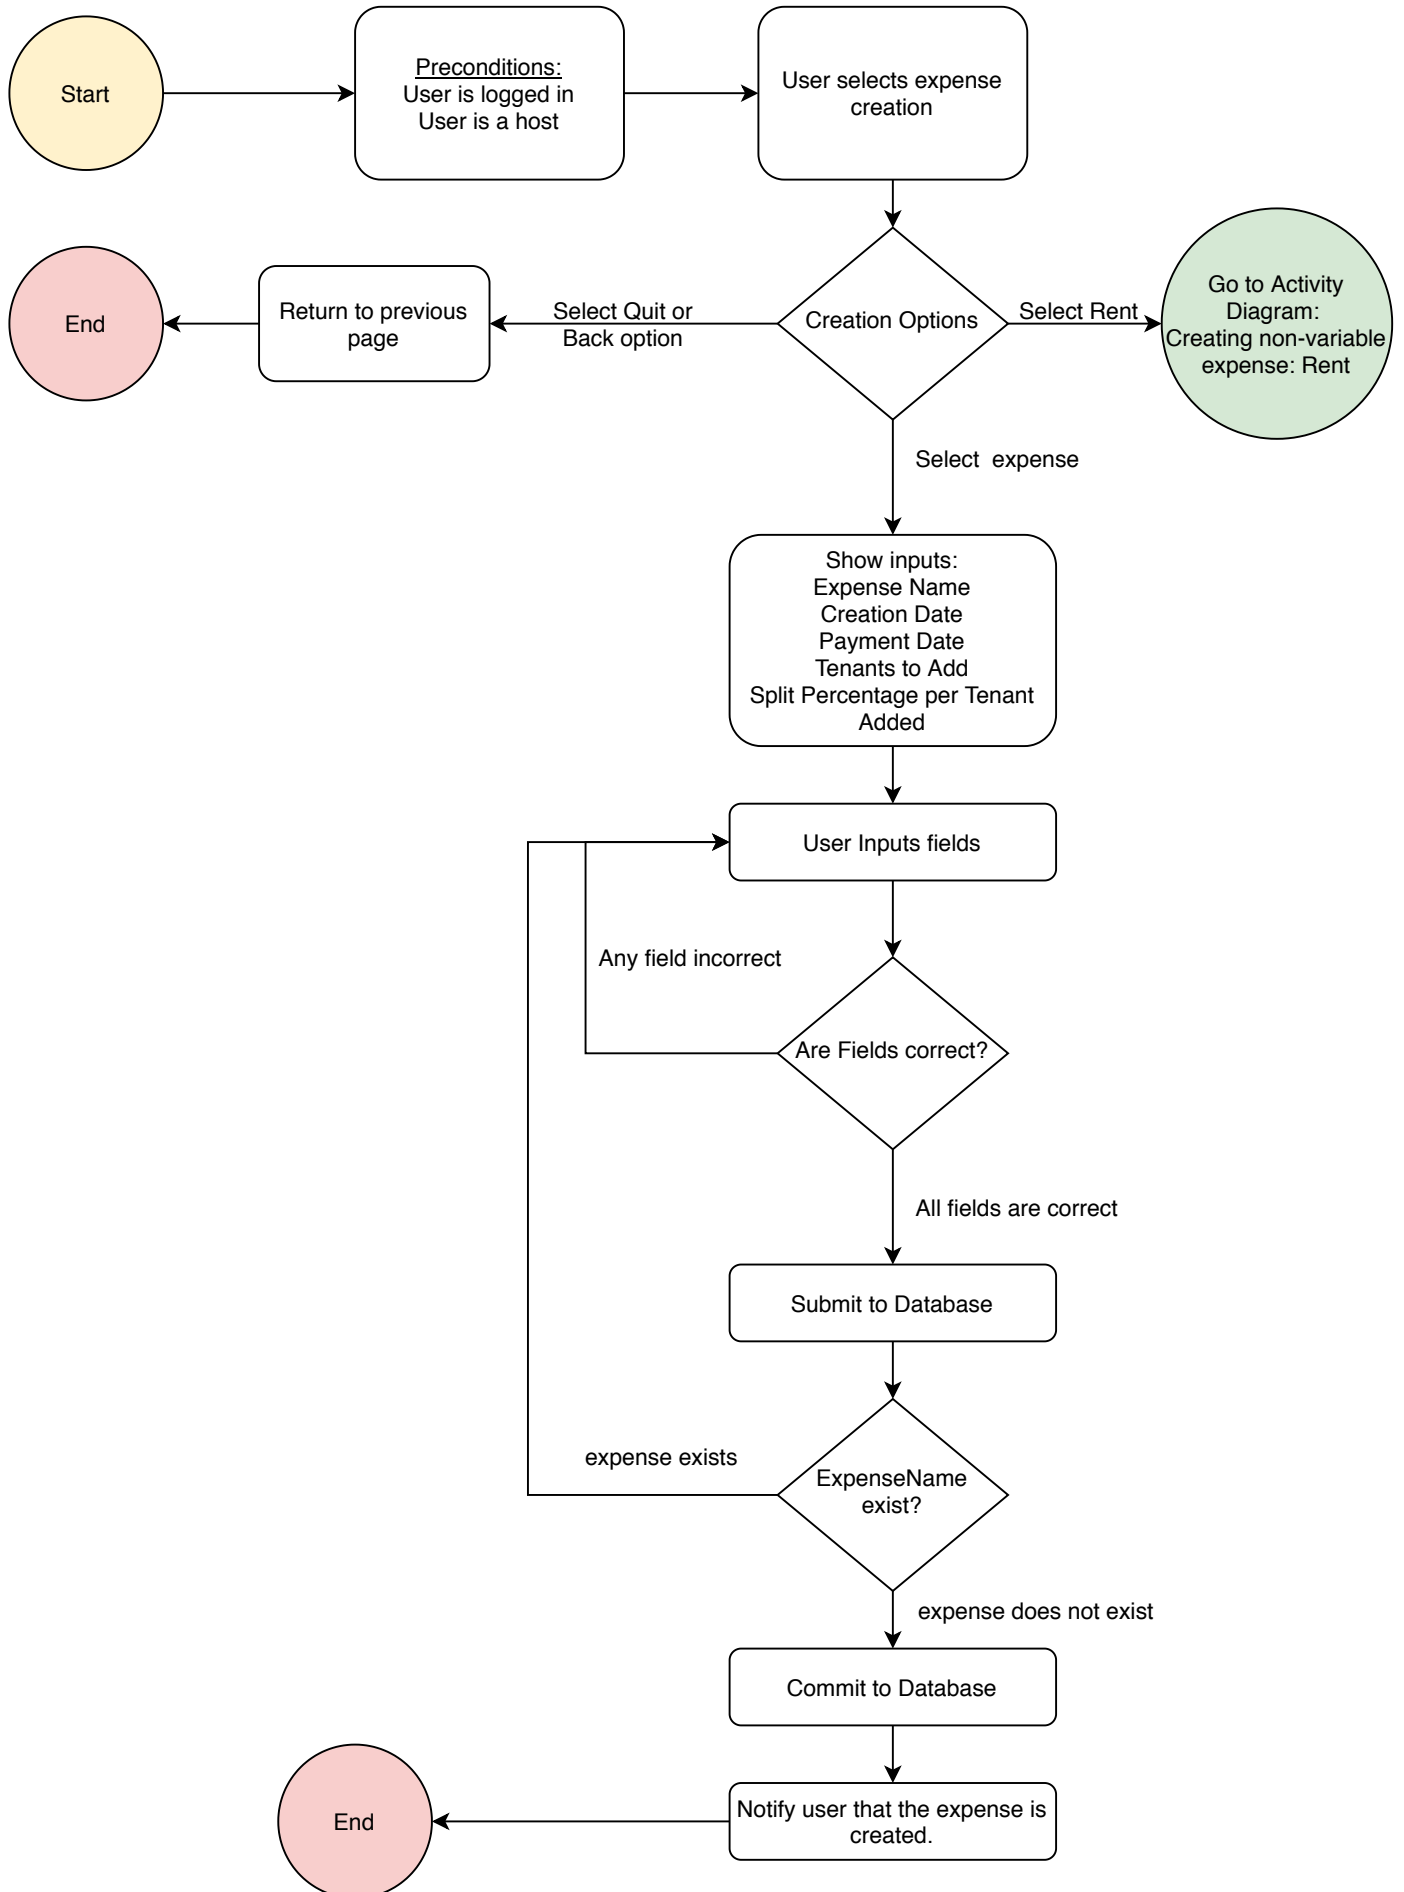 Start
Preconditions:
User is logged in
User is a host
User selects expense
creation
End
Return to previous
page
Select Quit or
Back option
Creation Options
Select Rent
Go to Activity
Diagram:
Creating non-variable
expense: Rent
Select expense
Show inputs:
Expense Name
Creation Date
Payment Date
Tenants to Add
Split Percentage per Tenant
Added
User Inputs fields
Any field incorrect
Are Fields correct?
All fields are correct
Submit to Database
expense exists
ExpenseName
exist?
expense does not exist
Commit to Database
Notify user that the expense is
created.
End